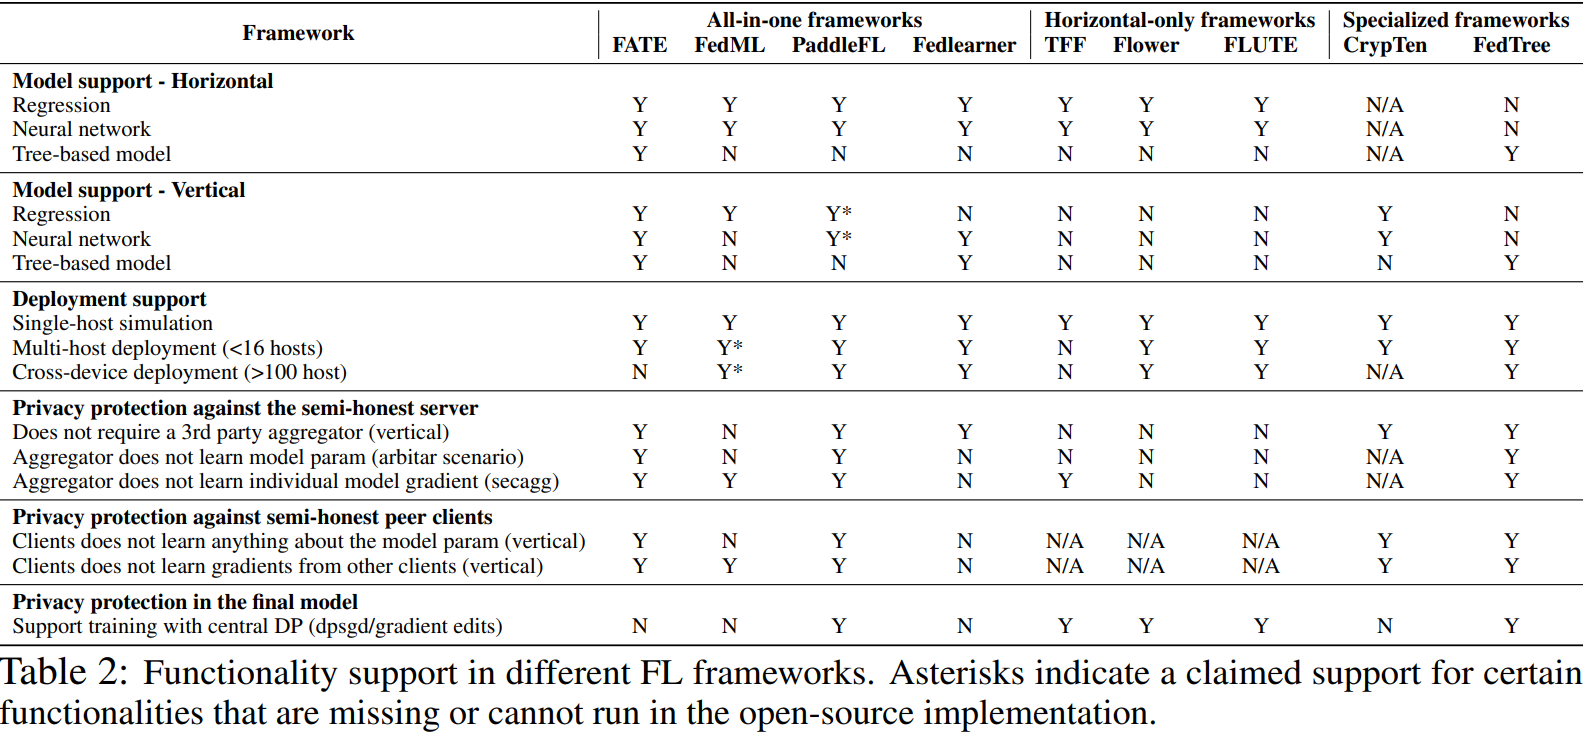 Framework All-in-one frameworks Horizontal-only frameworks Specialized frameworks
FATE FedML PaddleFL Fedlearner TFF Flower FLUTE CrypTen FedTree
Model support - Horizontal
Regression Y Y Y Y Y Y Y N/A N
Neural network Y Y Y Y Y Y Y N/A N
Tree-based model Y N N N N N N N/A Y
Model support - Vertical
Regression Y Y Y* N N N N Y N
Neural network Y N Y* Y N N N Y N
Tree-based model Y N N Y N N N N Y
Deployment support
Single-host simulation Y Y Y Y Y Y Y Y Y
Multi-host deployment (<16 hosts) Y Y* Y Y N Y Y Y Y
Cross-device deployment (>100 host) N Y* Y Y N Y Y N/A Y
Privacy protection against the semi-honest server
Does not require a 3rd party aggregator (vertical) Y N Y Y N N N Y Y
Aggregator does not learn model param (arbitar scenario) Y N Y N N N N N/A Y
Aggregator does not learn individual model gradient (secagg) Y Y Y N Y N N N/A Y
Privacy protection against semi-honest peer clients
Clients does not learn anything about the model param (vertical) Y N Y N N/A N/A N/A Y Y
Clients does not learn gradients from other clients (vertical) Y Y Y N N/A N/A N/A Y Y
Privacy protection in the final model
Support training with central DP (dpsgd/gradient edits) N N Y N Y Y Y N Y
Table 2: Functionality support in different FL frameworks. Asterisks indicate a claimed support for certain
functionalities that are missing or cannot run in the open-source implementation.